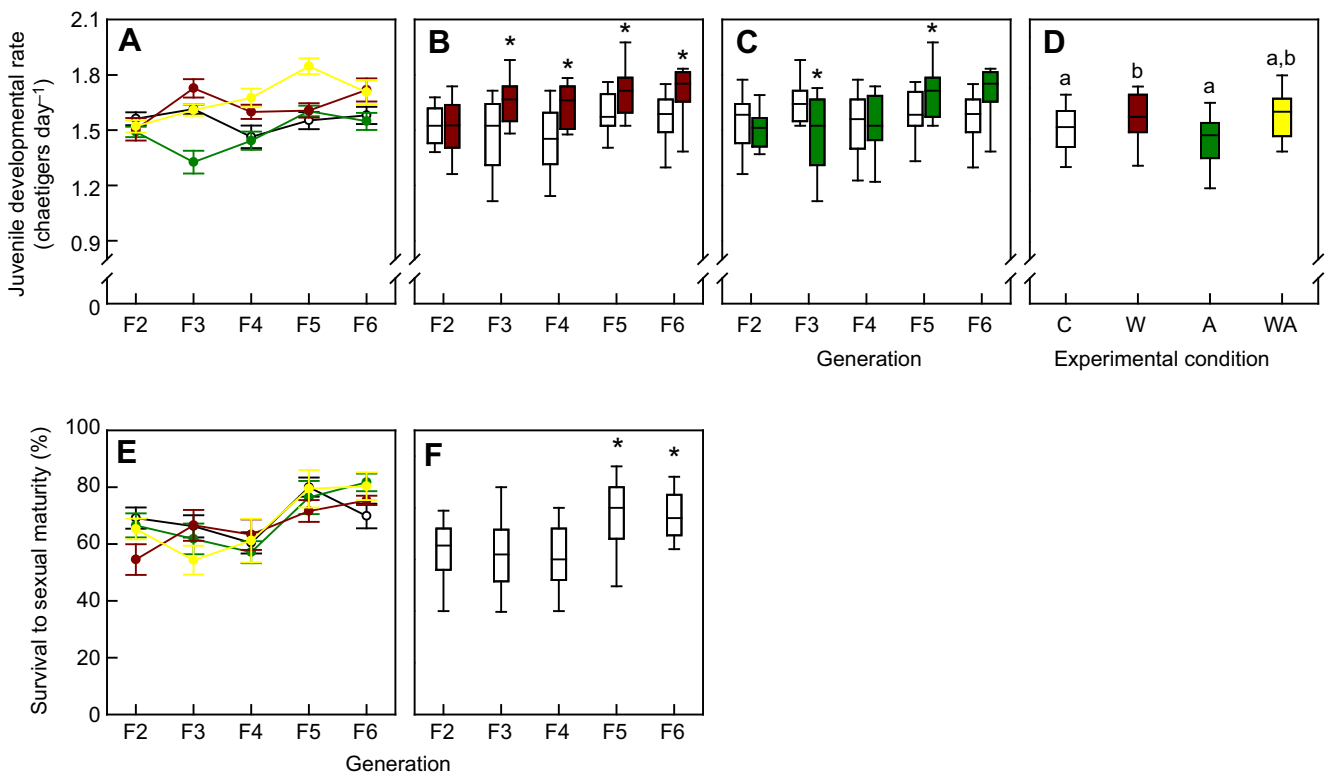 Juvenile developmental rate
(chaetigers day–1)
2.1
1.8
1.5
1.2
0.9
0
A
B
C
D
* * * *
* *
a b a a,b
F2 F3 F4 F5 F6
F2 F3 F4 F5 F6
F2 F3 F4 F5 F6
C W A WA
Generation
Experimental condition
Survival to sexual maturity (%)
100
80
60
40
20
0
E
F
* *
F2 F3 F4 F5 F6
F2 F3 F4 F5 F6
Generation